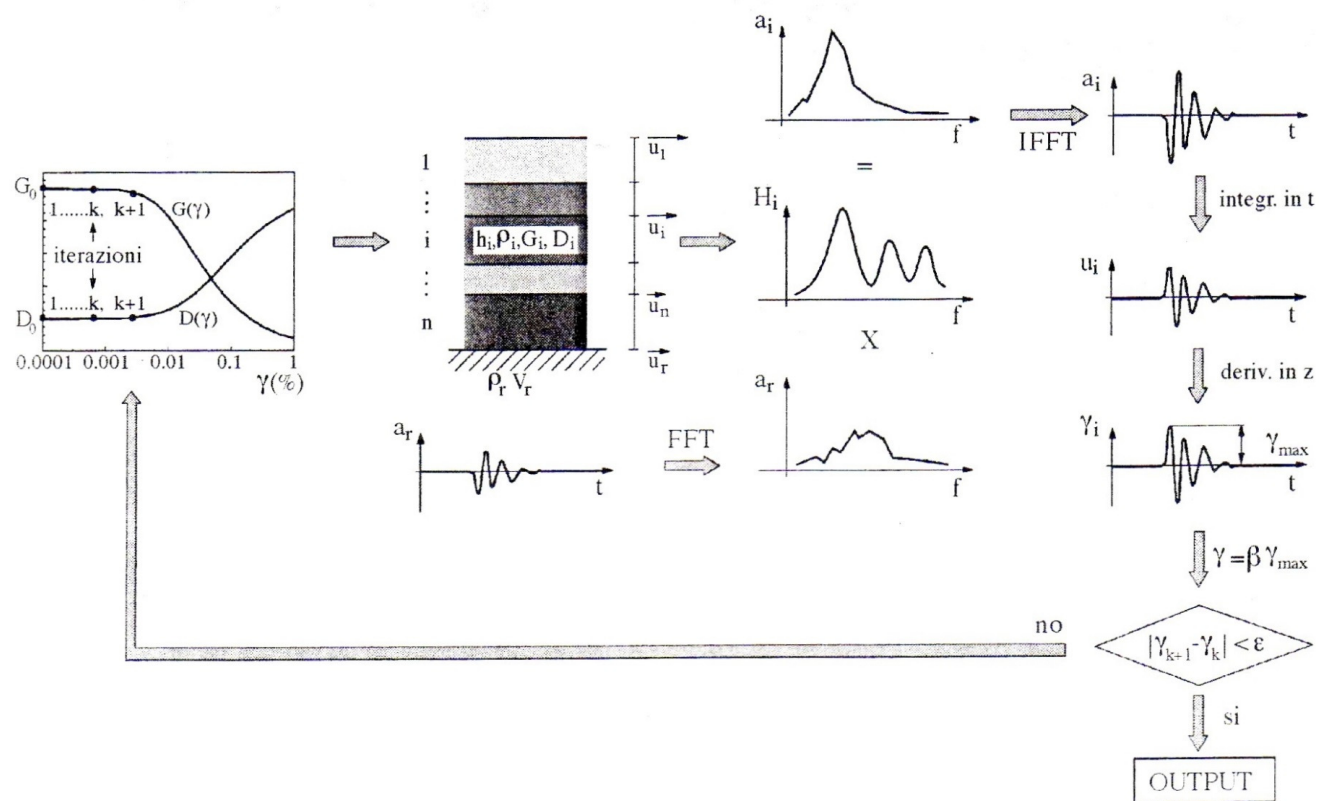 G₀
1......k, k+1
G(γ)
iterazioni
1......k, k+1
D₀
D(γ)
0.0001 0.001 0.01 0.1 1
γ(%)
1
⋮
i
⋮
n
hᵢ,ρᵢ,Gᵢ, Dᵢ
u₁
uᵢ
uₙ
uᵣ
ρᵣ Vᵣ
aᵣ
t
FFT
aᵢ
f
=
Hᵢ
f
X
aᵣ
f
IFFT
aᵢ
t
integr. in t
uᵢ
t
deriv. in z
γᵢ
γmax
t
γ=βγmax
|γk+1-γk| < ε
no
si
OUTPUT